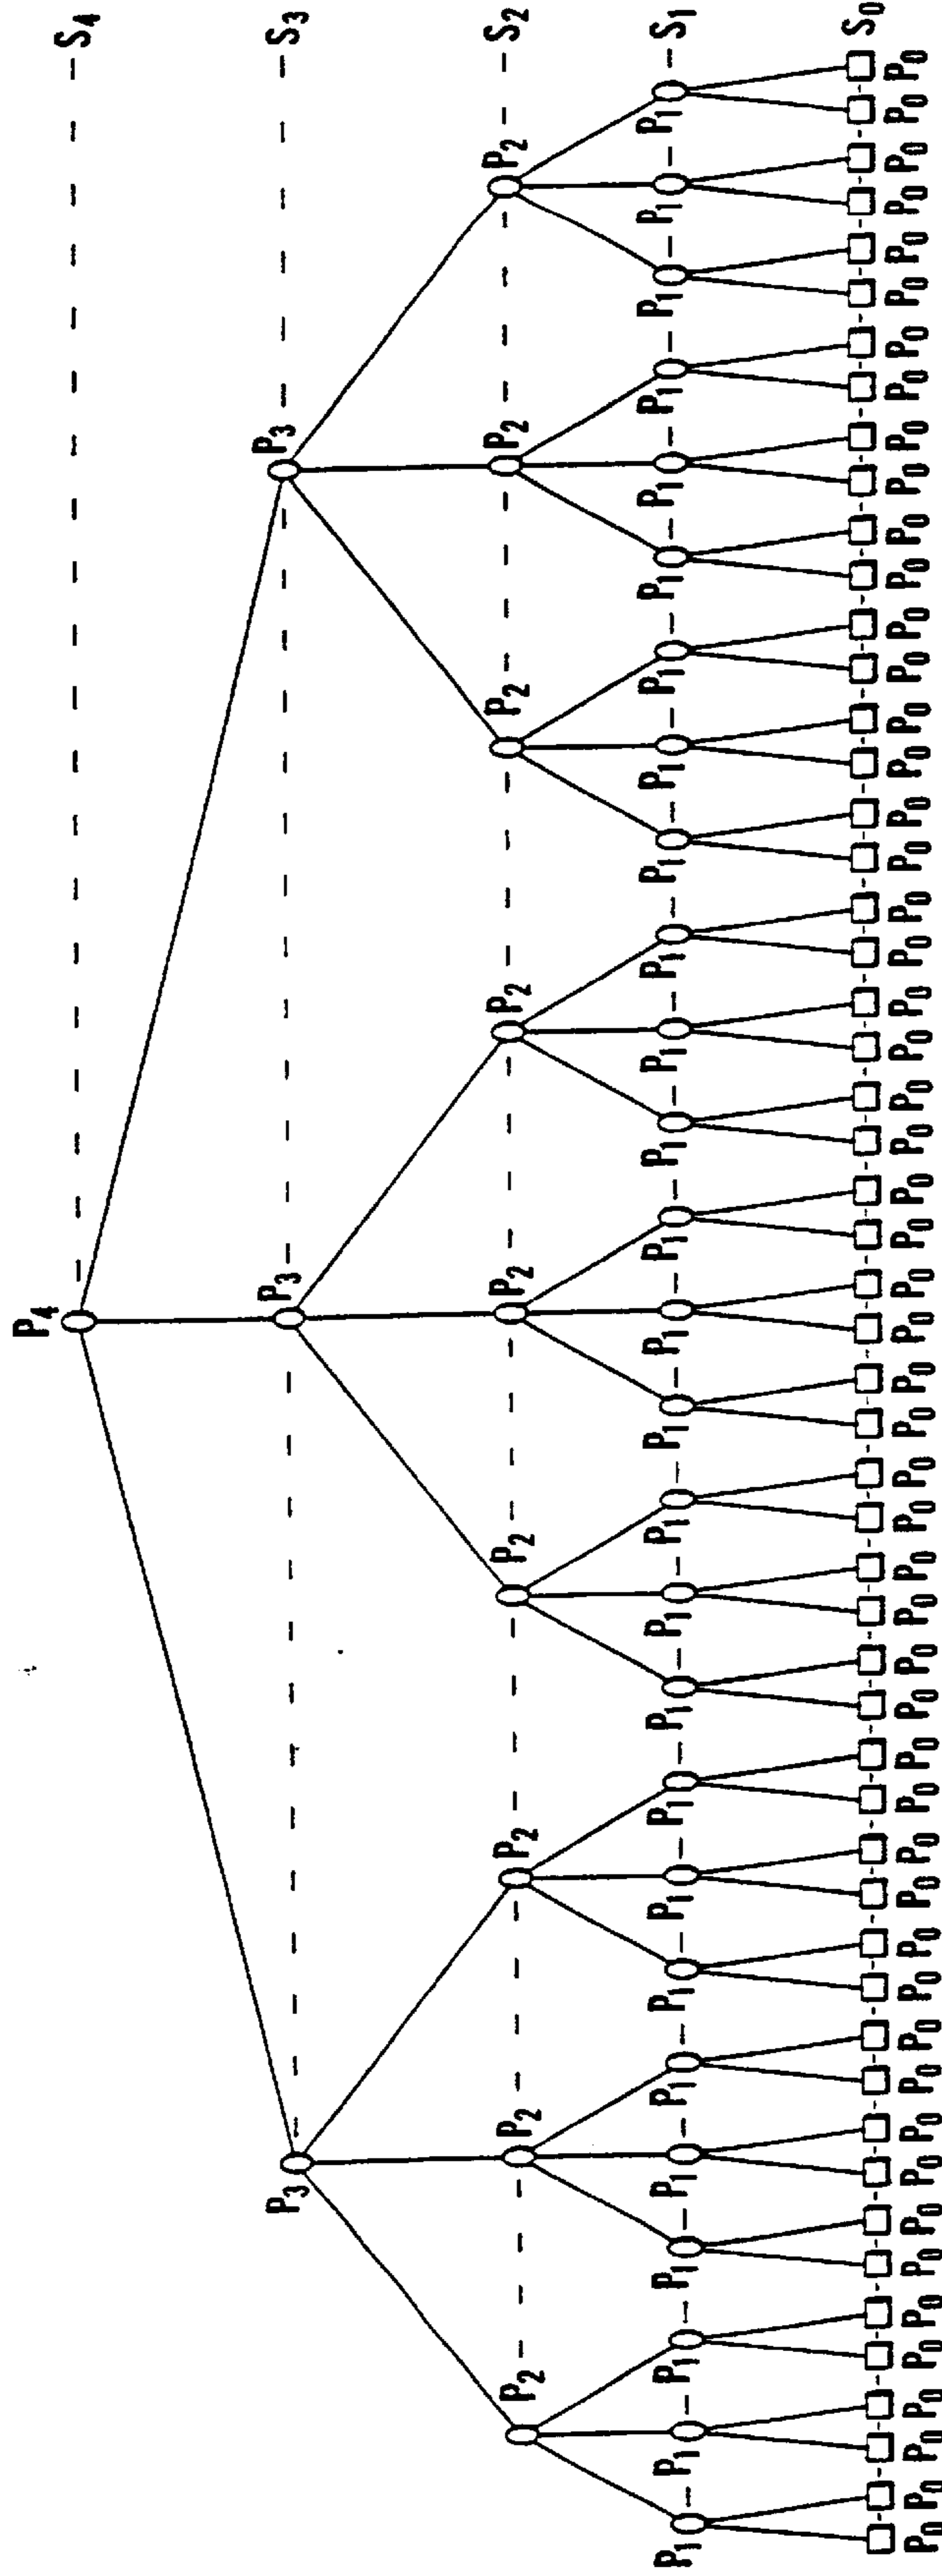 P₄ S₄
P₃ P₃ P₃ S₃
P₂ P₂ P₂ P₂ P₂ P₂ P₂ P₂ P₂ S₂
P₁ P₁ P₁ P₁ P₁ P₁ P₁ P₁ P₁ P₁ P₁ P₁ P₁ P₁ P₁ P₁ P₁ P₁ P₁ P₁ P₁ P₁ P₁ P₁ P₁ P₁ P₁ S₁
S₀
P₀ P₀ P₀ P₀ P₀ P₀ P₀ P₀ P₀ P₀ P₀ P₀ P₀ P₀ P₀ P₀ P₀ P₀ P₀ P₀ P₀ P₀ P₀ P₀ P₀ P₀ P₀ P₀ P₀ P₀ P₀ P₀ P₀ P₀ P₀ P₀ P₀ P₀ P₀ P₀ P₀ P₀ P₀ P₀ P₀ P₀ P₀ P₀ P₀ P₀ P₀ P₀ P₀ P₀